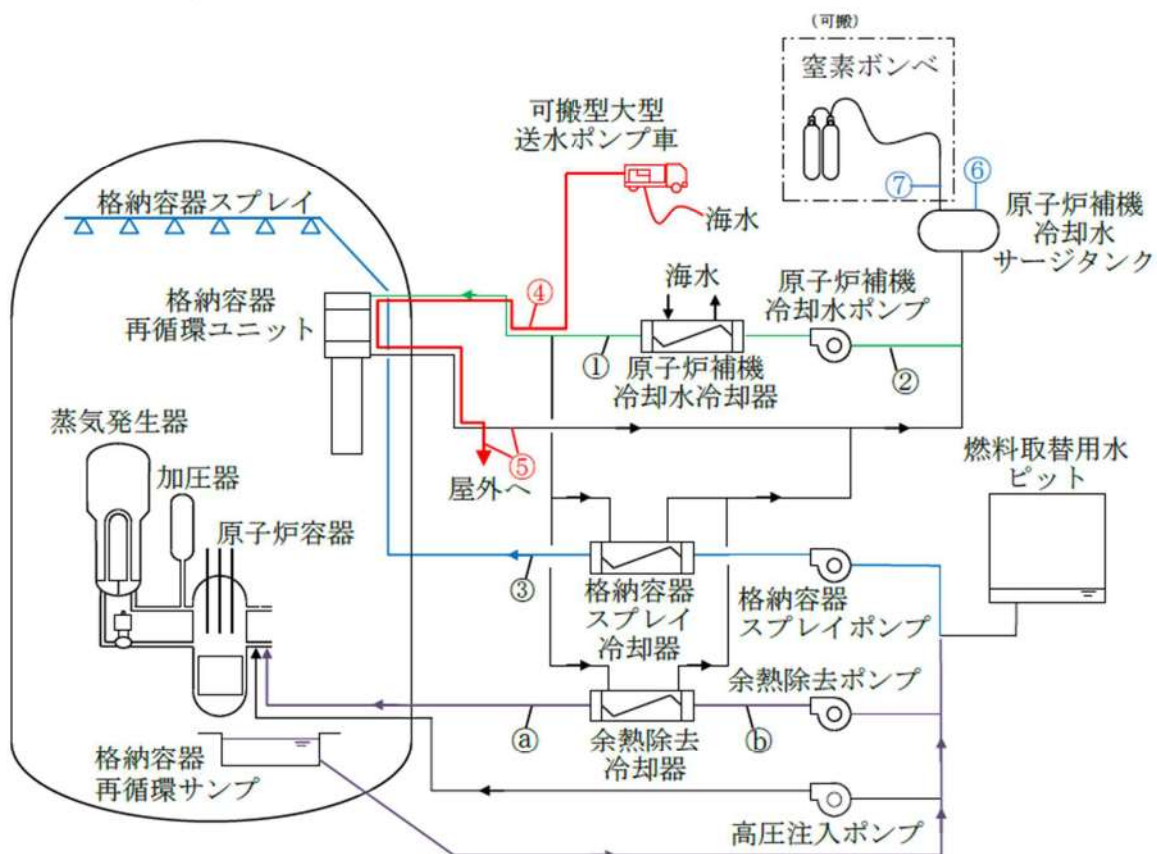 (可搬)
窒素ボンベ
可搬型大型
送水ポンプ車
海水
⑦
⑥
原子炉補機
冷却水
サージタンク
格納容器スプレイ
格納容器
再循環ユニット
④
海水
原子炉補機
冷却水ポンプ
①
原子炉補機
冷却水冷却器
②
⑤
屋外へ
蒸気発生器
加圧器
原子炉容器
燃料取替用水
ピット
③
格納容器
スプレイ
冷却器
格納容器
スプレイポンプ
余熱除去ポンプ
ⓐ
ⓑ
余熱除去
冷却器
格納容器
再循環サンプ
高圧注入ポンプ